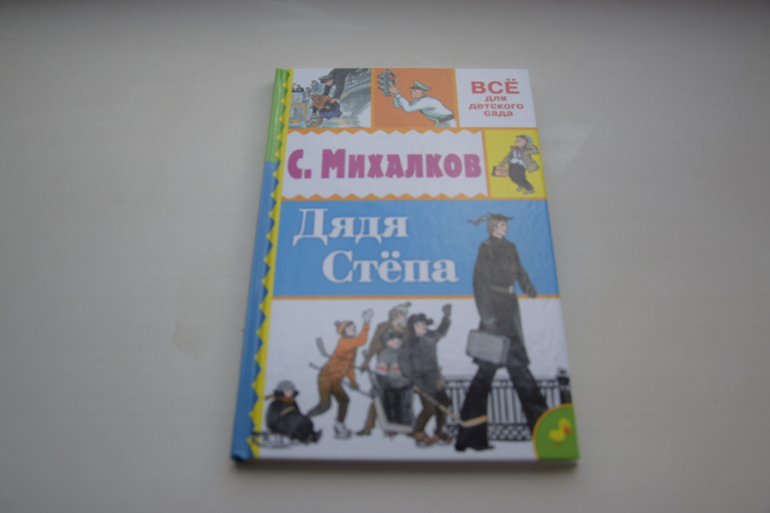 ВСЁ
для
детского
сада
С. Михалков
Дядя
Стёпа